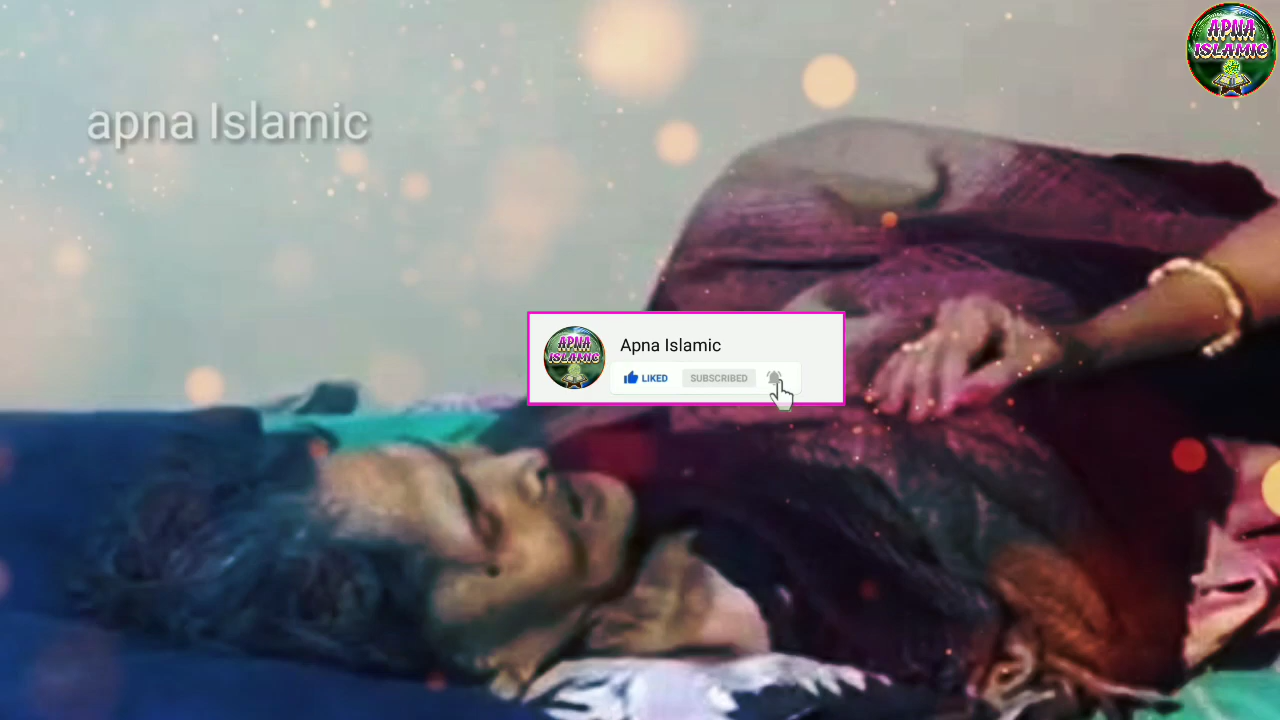 APNA
ISLAMIC
apna Islamic
APNA
ISLAMIC
Apna Islamic
LIKED
SUBSCRIBED